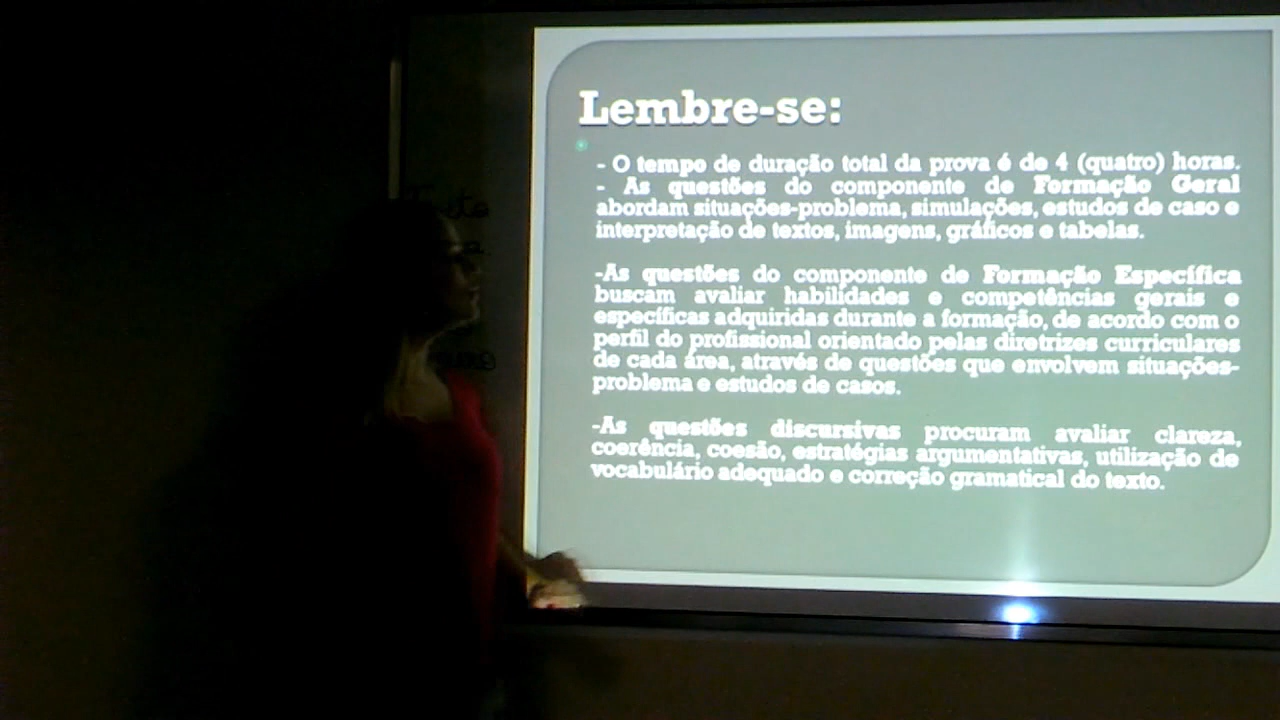 Lembre-se:
- O tempo de duração total da prova é de 4 (quatro) horas.
- As questões do componente de Formação Geral
abordam situações-problema, simulações, estudos de caso e
interpretação de textos, imagens, gráficos e tabelas.
-As questões do componente de Formação Específica
buscam avaliar habilidades e competências gerais e
específicas adquiridas durante a formação, de acordo com o
perfil do profissional orientado pelas diretrizes curriculares
de cada área, através de questões que envolvem situações-
problema e estudos de casos.
-As questões discursivas procuram avaliar clareza,
coerência, coesão, estratégias argumentativas, utilização de
vocabulário adequado e correção gramatical do texto.